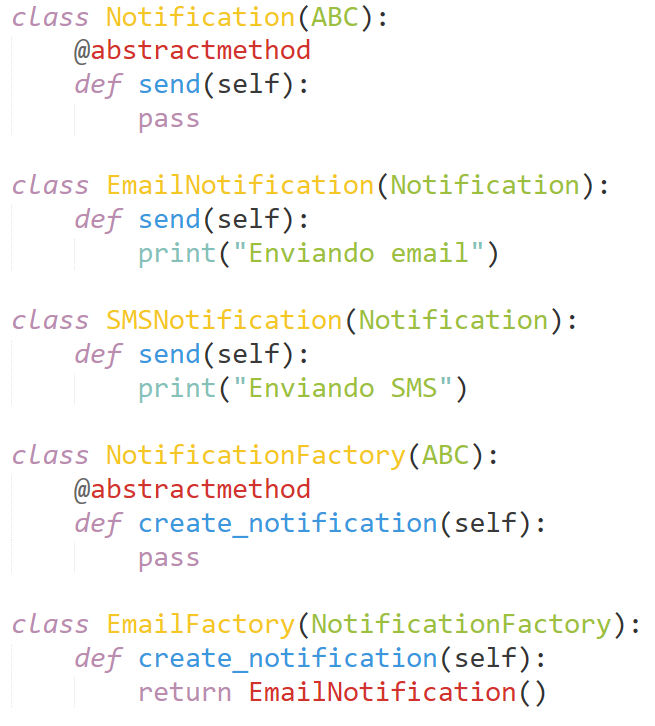 class Notification(ABC):
    @abstractmethod
    def send(self):
        pass

class EmailNotification(Notification):
    def send(self):
        print("Enviando email")

class SMSNotification(Notification):
    def send(self):
        print("Enviando SMS")

class NotificationFactory(ABC):
    @abstractmethod
    def create_notification(self):
        pass

class EmailFactory(NotificationFactory):
    def create_notification(self):
        return EmailNotification()